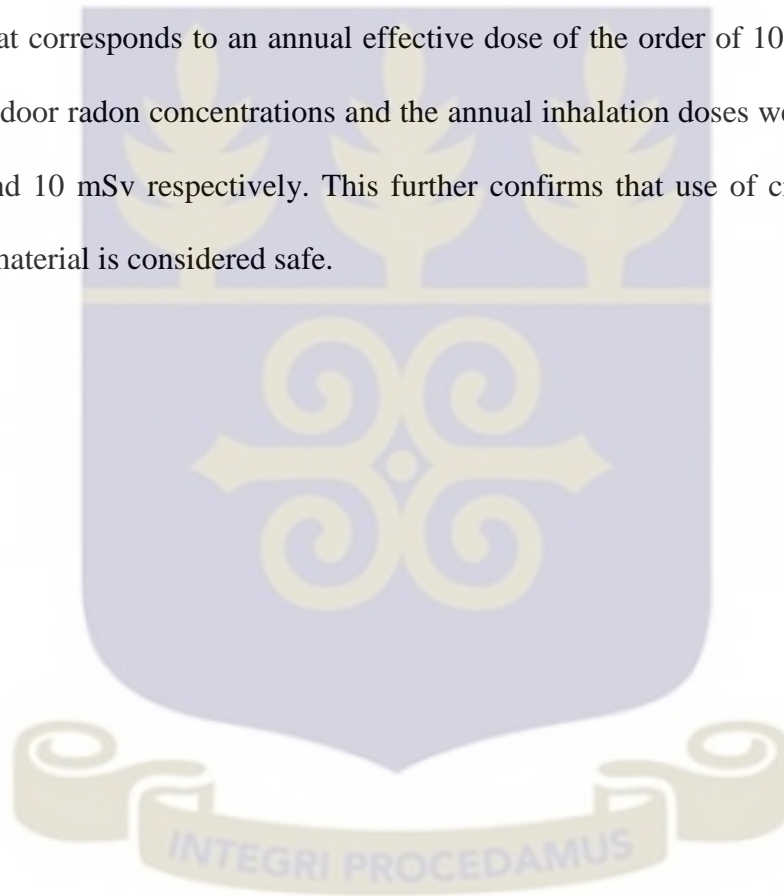 at corresponds to an annual effective dose of the order of 10
door radon concentrations and the annual inhalation doses
nd 10 mSv respectively. This further confirms that use of
material is considered safe.
INTEGRI PROCEDAMUS